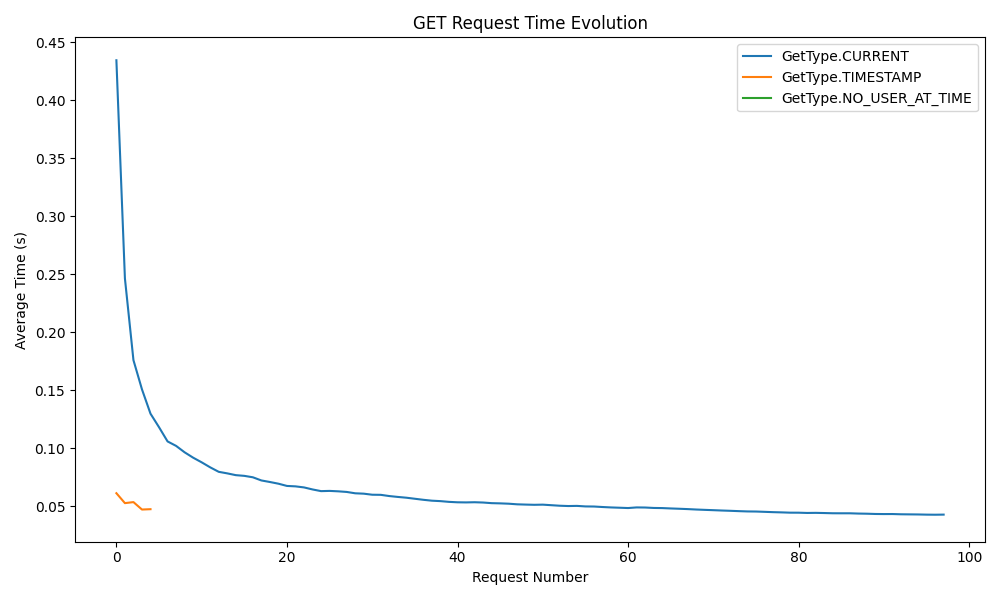 GET Request Time Evolution
GetType.CURRENT
GetType.TIMESTAMP
GetType.NO_USER_AT_TIME
Average Time (s)
0.45
0.40
0.35
0.30
0.25
0.20
0.15
0.10
0.05
0 20 40 60 80 100
Request Number